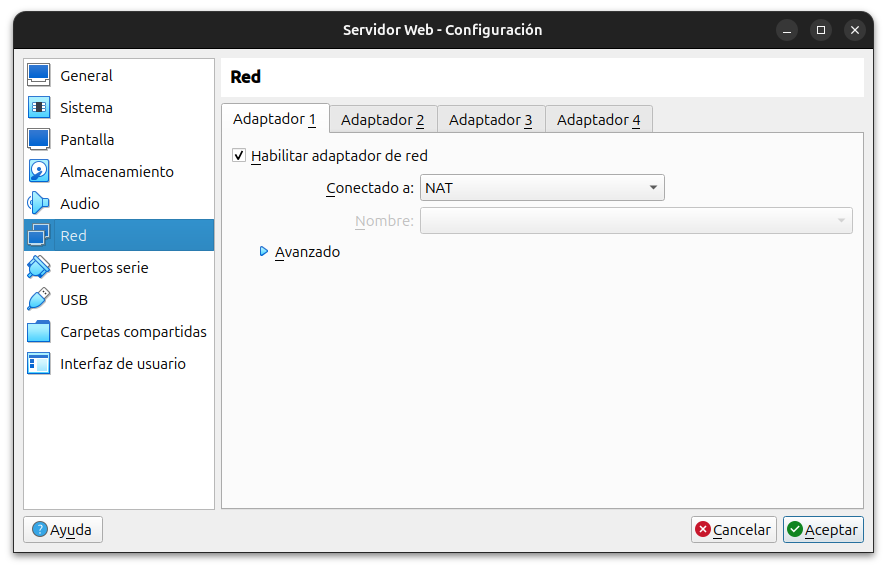 Servidor Web - Configuración
General
Sistema
Pantalla
Almacenamiento
Audio
Red
Puertos serie
USB
Carpetas compartidas
Interfaz de usuario
Red
Adaptador 1 Adaptador 2 Adaptador 3 Adaptador 4
Habilitar adaptador de red
Conectado a: NAT
Nombre:
Avanzado
Ayuda Cancelar Aceptar